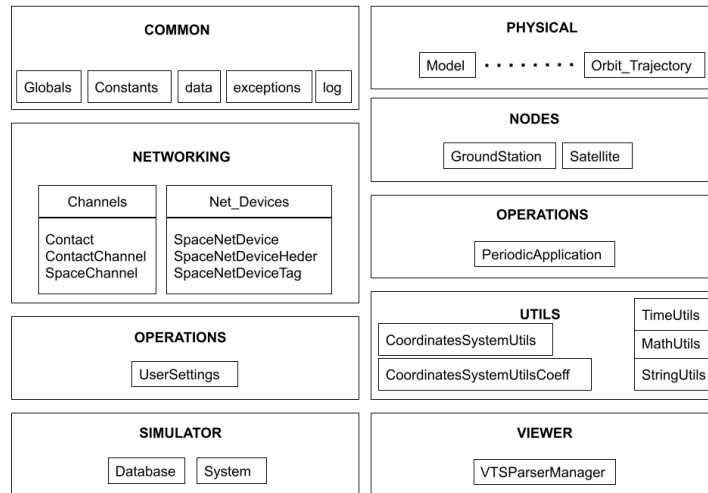 COMMON
Globals
Constants
data
exceptions
log
NETWORKING
Channels
Contact
ContactChannel
SpaceChannel
Net_Devices
SpaceNetDevice
SpaceNetDeviceHeder
SpaceNetDeviceTag
OPERATIONS
UserSettings
SIMULATOR
Database
System
PHYSICAL
Model
Orbit_Trajectory
NODES
GroundStation
Satellite
OPERATIONS
PeriodicApplication
UTILS
CoordinatesSystemUtils
CoordinatesSystemUtilsCoeff
TimeUtils
MathUtils
StringUtils
VIEWER
VTSParserManager